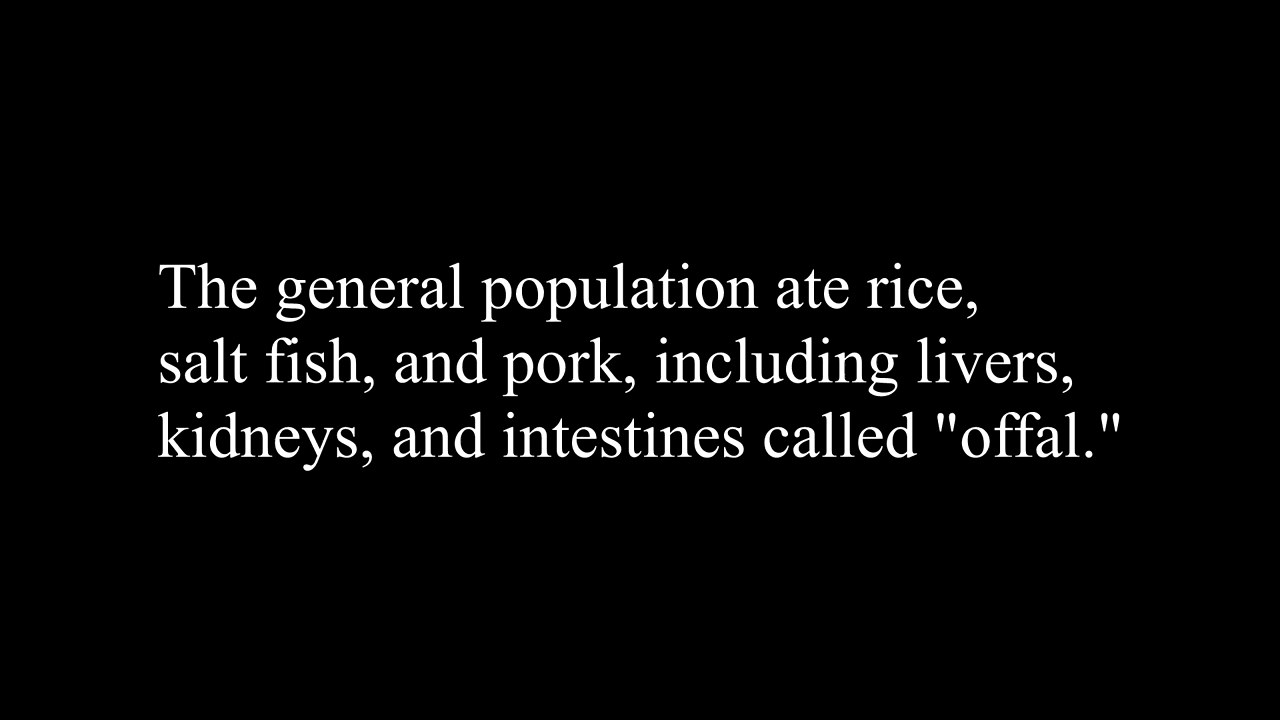 The general population ate rice,
salt fish, and pork, including livers,
kidneys, and intestines called "offal."